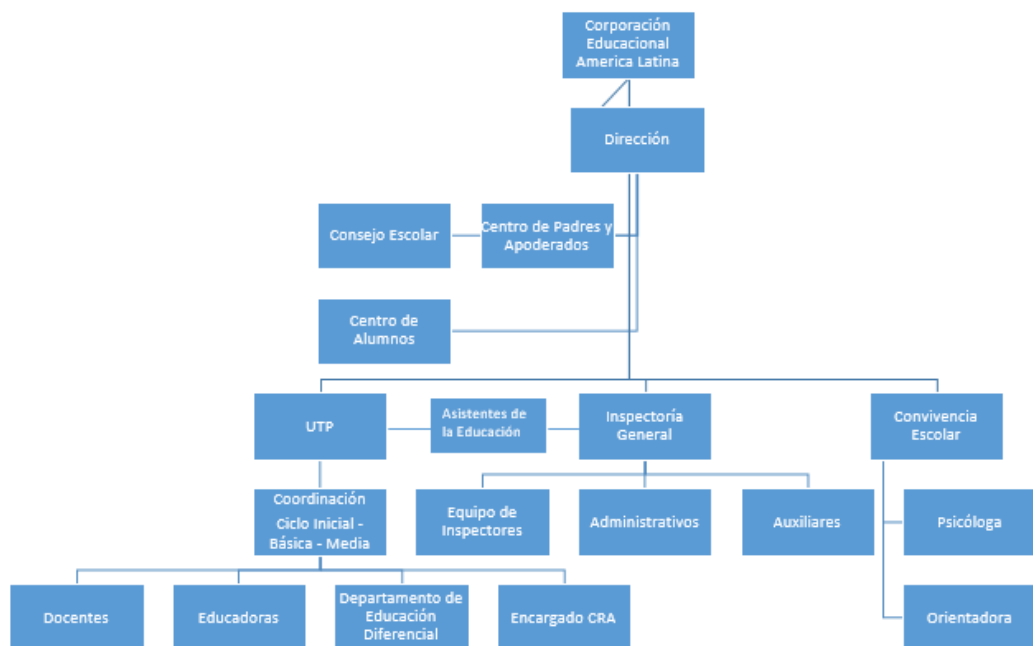 Corporación
Educacional
America Latina
Dirección
Consejo Escolar
Centro de Padres y
Apoderados
Centro de
Alumnos
UTP
Asistentes de
la Educación
Inspectoría
General
Convivencia
Escolar
Coordinación
Ciclo Inicial -
Básica - Media
Equipo de
Inspectores
Administrativos
Auxiliares
Psicóloga
Docentes
Educadoras
Departamento de
Educación
Diferencial
Encargado CRA
Orientadora